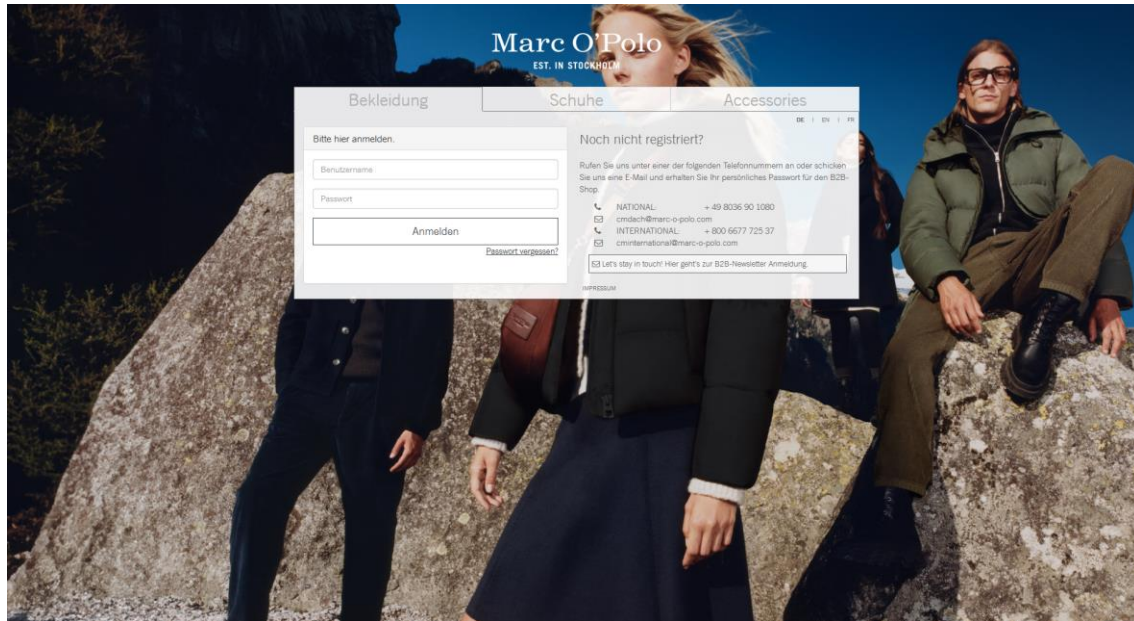 Marc O'Polo
EST. IN STOCKHOLM
Bekleidung
Schuhe
Accessories
DE | EN | FR
Bitte hier anmelden.
Benutzername
Passwort
Anmelden
Passwort vergessen?
Noch nicht registriert?
Rufen Sie uns unter einer der folgenden Telefonnummern an oder schicken
Sie uns eine E-Mail und erhalten Sie Ihr persönliches Passwort für den B2B-
Shop.
NATIONAL: + 49 8036 90 1080
cmdach@marc-o-polo.com
INTERNATIONAL: + 800 6677 725 37
cminternational@marc-o-polo.com
Let's stay in touch! Hier geht's zur B2B-Newsletter Anmeldung.
IMPRESSUM